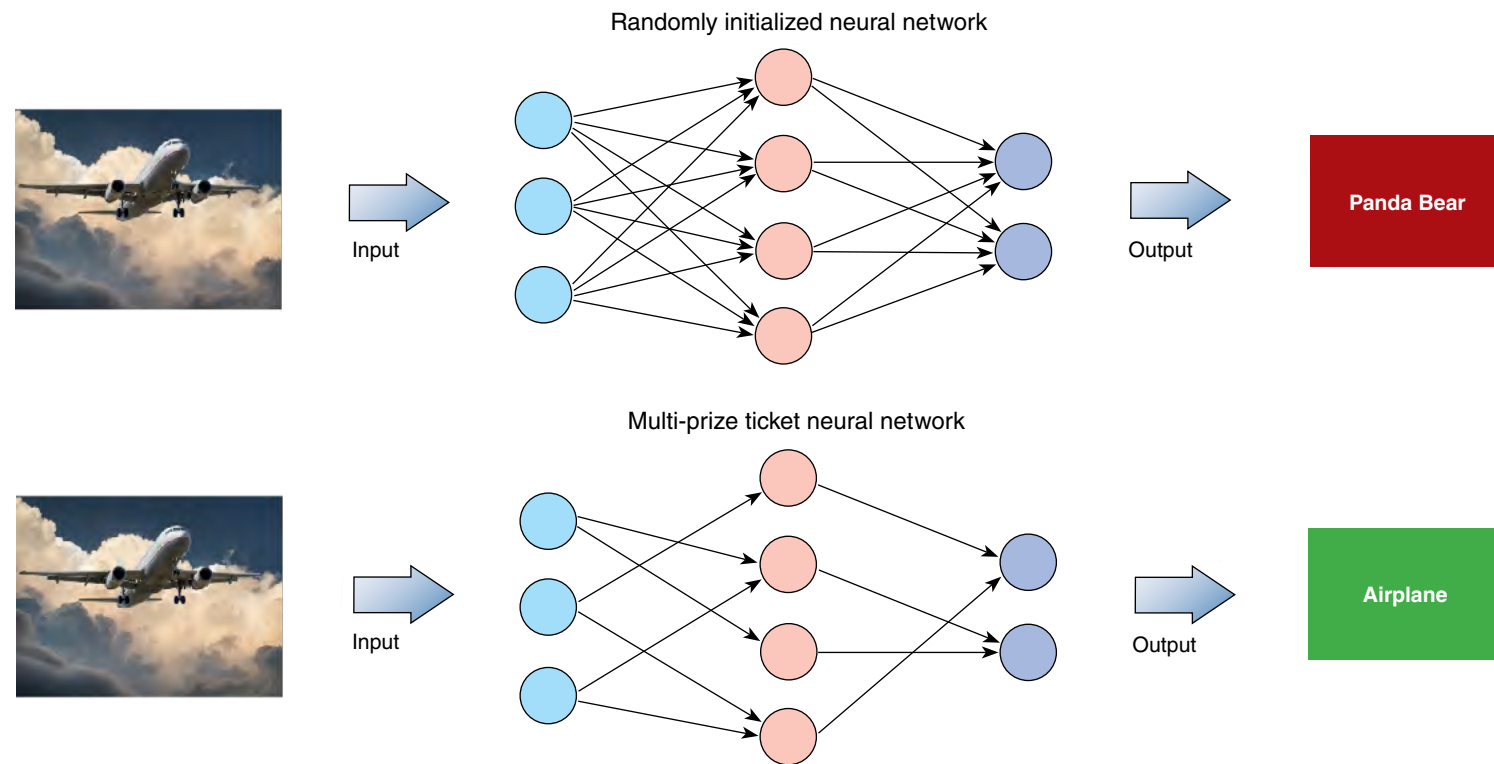 Randomly initialized neural network
Input
Output
Panda Bear
Multi-prize ticket neural network
Input
Output
Airplane